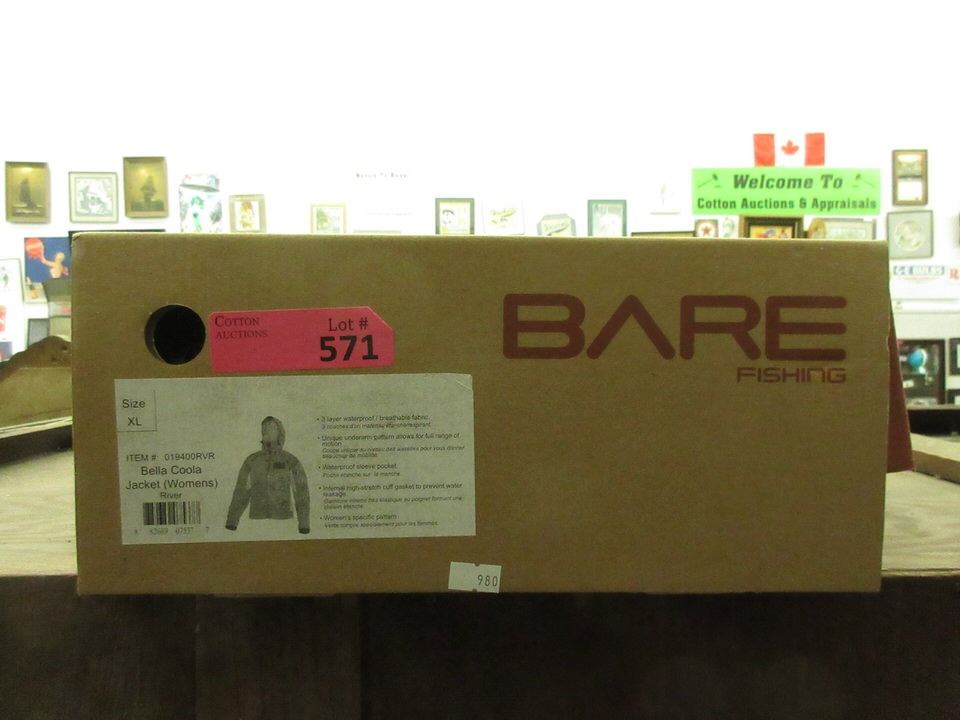 Welcome To
Cotton Auctions & Appraisals
COTTON
AUCTIONS
Lot #
571
BARE
FISHING
Size
XL
ITEM #: 019400RVR
Bella Coola
Jacket (Womens)
River
• 3 layer waterproof / breathable fabric.
• Unique underarm pattern allows for full range of
motion
• Waterproof sleeve pocket.
• Internal high-stretch cuff gasket to prevent water
leakage.
• Women's specific pattern
980